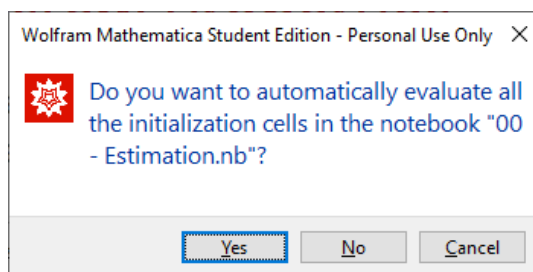 Wolfram Mathematica Student Edition - Personal Use Only
Do you want to automatically evaluate all
the initialization cells in the notebook "00
- Estimation.nb"?
Yes No Cancel